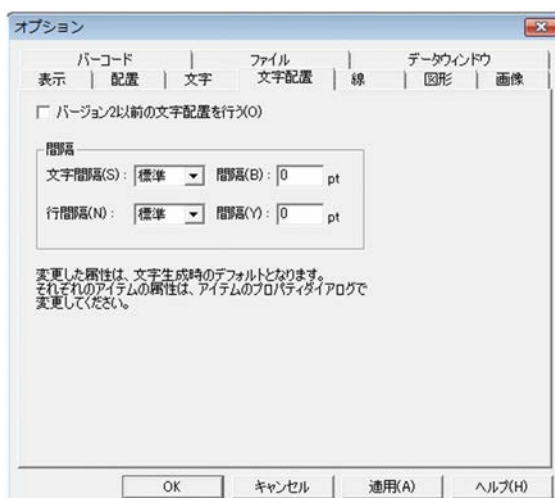 オプション
バーコード ファイル データウィンドウ
表示 配置 文字 文字配置 線 図形 画像
バージョン2以前の文字配置を行う(O)
間隔
文字間隔(S): 標準 間隔(B): 0 pt
行間隔(N): 標準 間隔(Y): 0 pt
変更した属性は、文字生成時のデフォルトとなります。
それぞれのアイテムの属性は、アイテムのプロパティダイアログで
変更してください。
OK キャンセル 適用(A) ヘルプ(H)